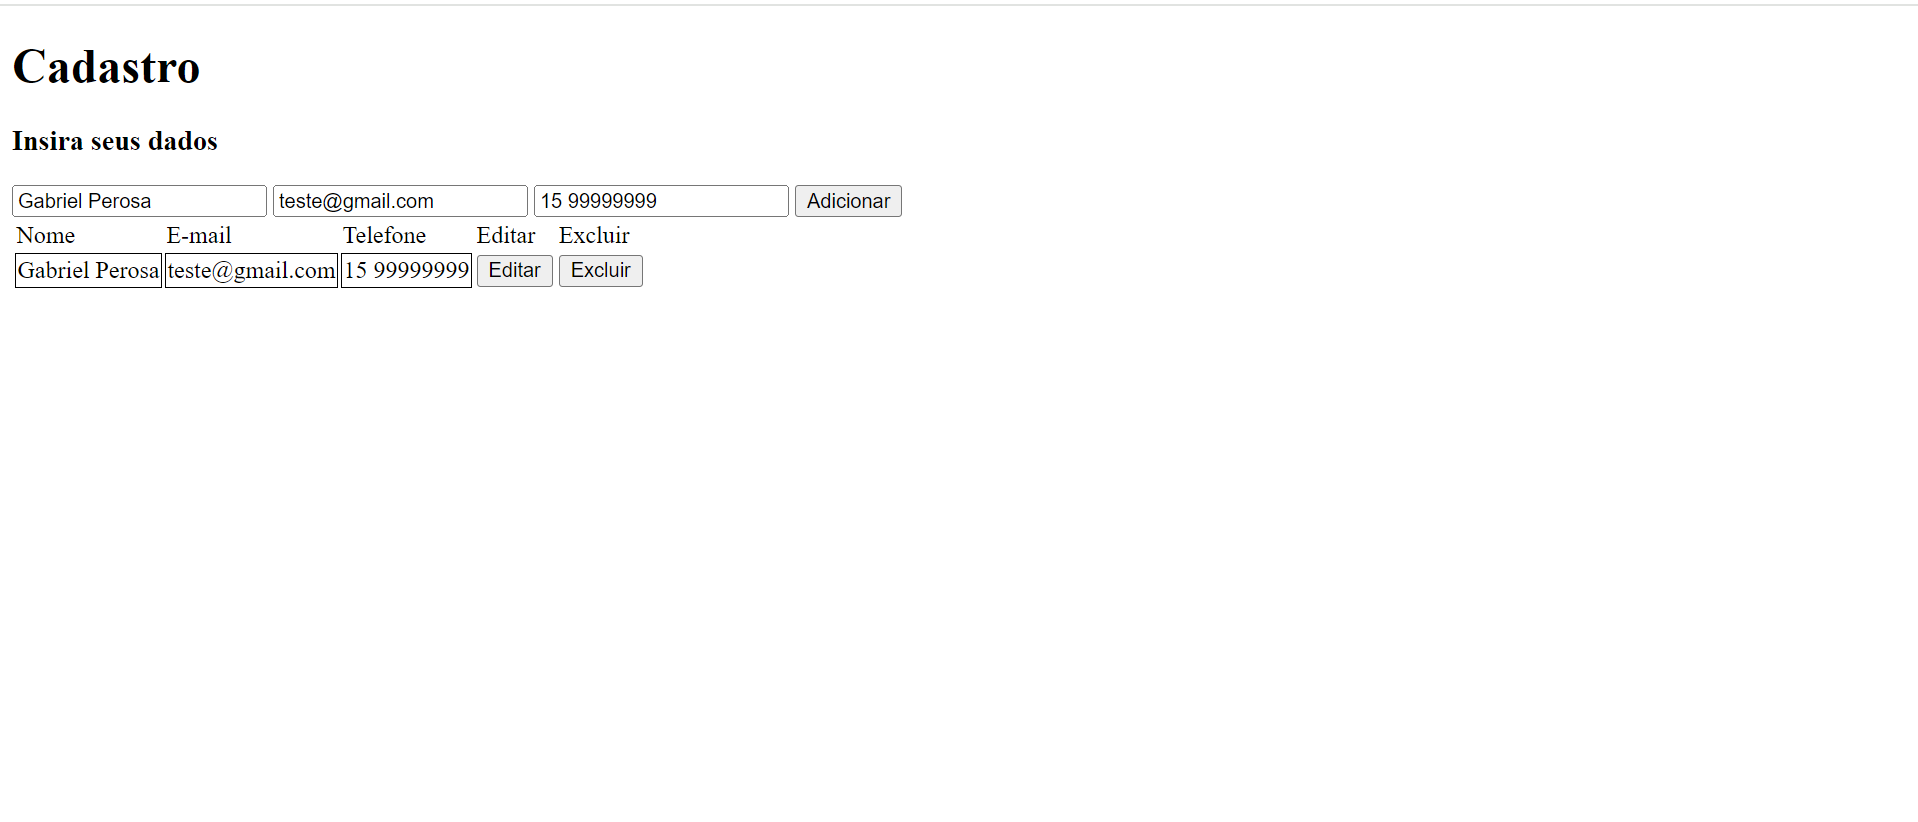 Cadastro
Insira seus dados
Gabriel Perosa teste@gmail.com 15 99999999 Adicionar
Nome E-mail Telefone Editar Excluir
Gabriel Perosa teste@gmail.com 15 99999999 Editar Excluir